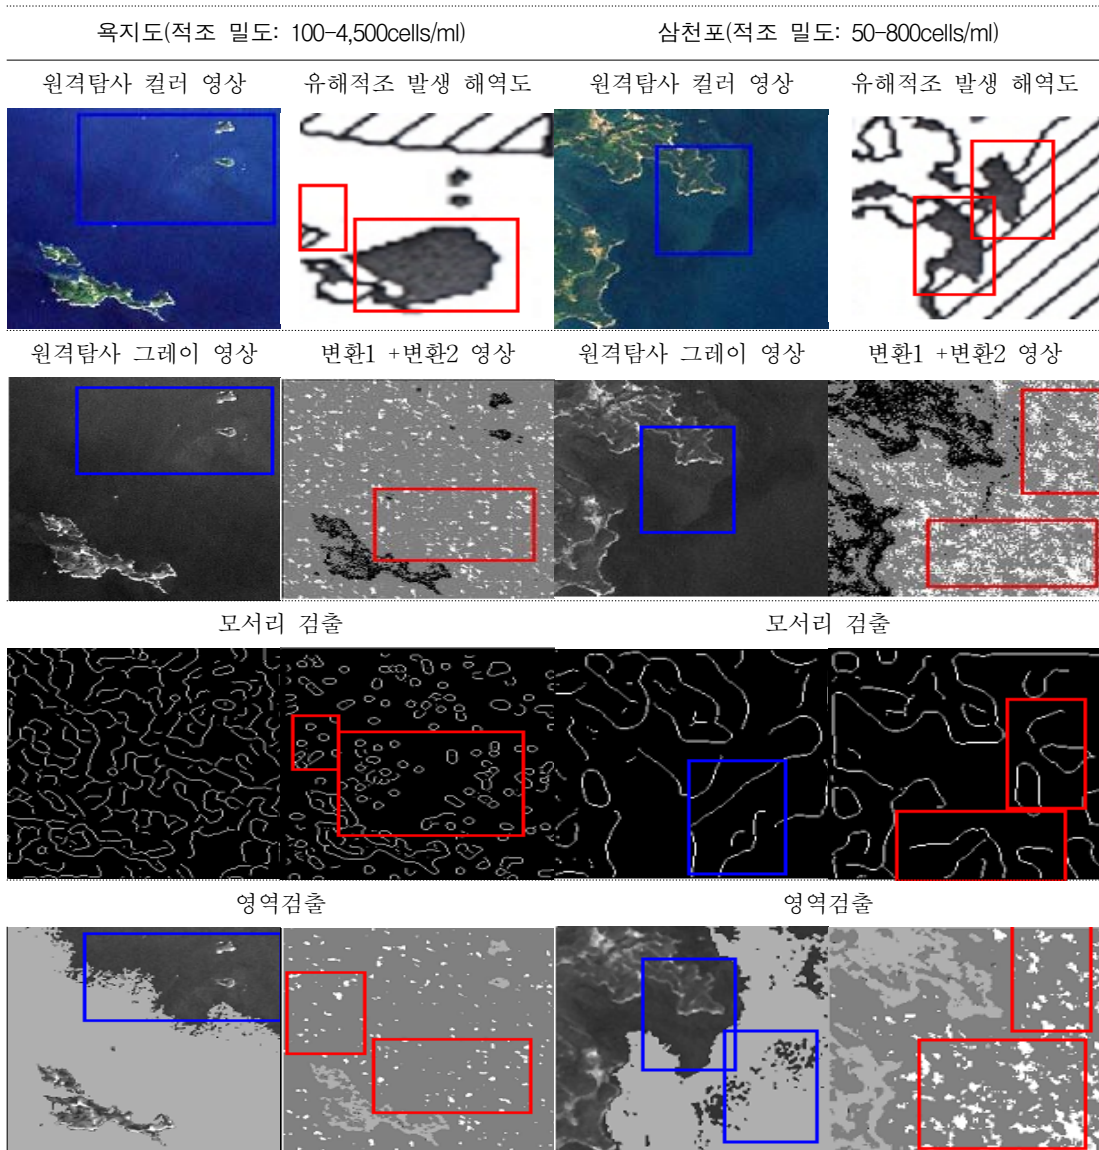 욕지도(적조 밀도: 100-4,500cells/ml) 삼천포(적조 밀도: 50-800cells/ml)
원격탐사 컬러 영상 유해적조 발생 해역도 원격탐사 컬러 영상 유해적조 발생 해역도
원격탐사 그레이 영상 변환1 +변환2 영상 원격탐사 그레이 영상 변환1 +변환2 영상
모서리 검출 모서리 검출
영역검출 영역검출